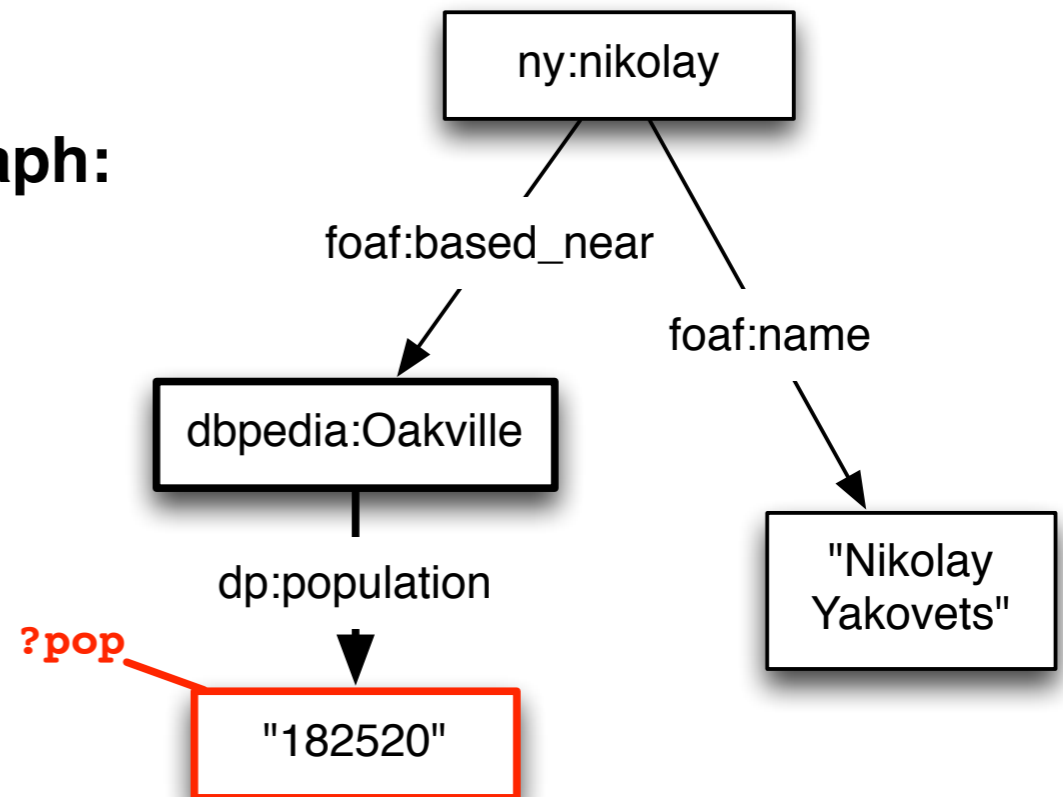 ny:nikolay
aph:
foaf:based_near
foaf:name
dbpedia:Oakville
"Nikolay
Yakovets"
dp:population
?pop
"182520"